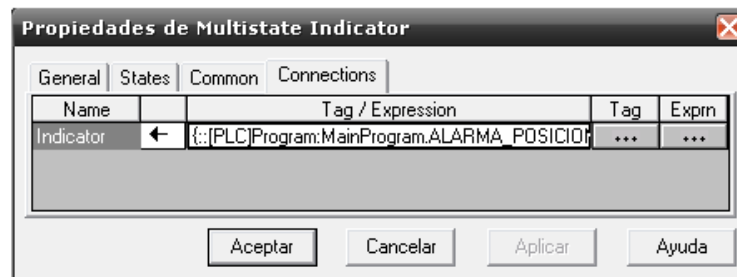 Propiedades de Multistate Indicator
General States Common Connections
Name Tag / Expression Tag Exprn
Indicator {::[PLC]Program:MainProgram.ALARMA_POSICION ... ...
Aceptar Cancelar Aplicar Ayuda